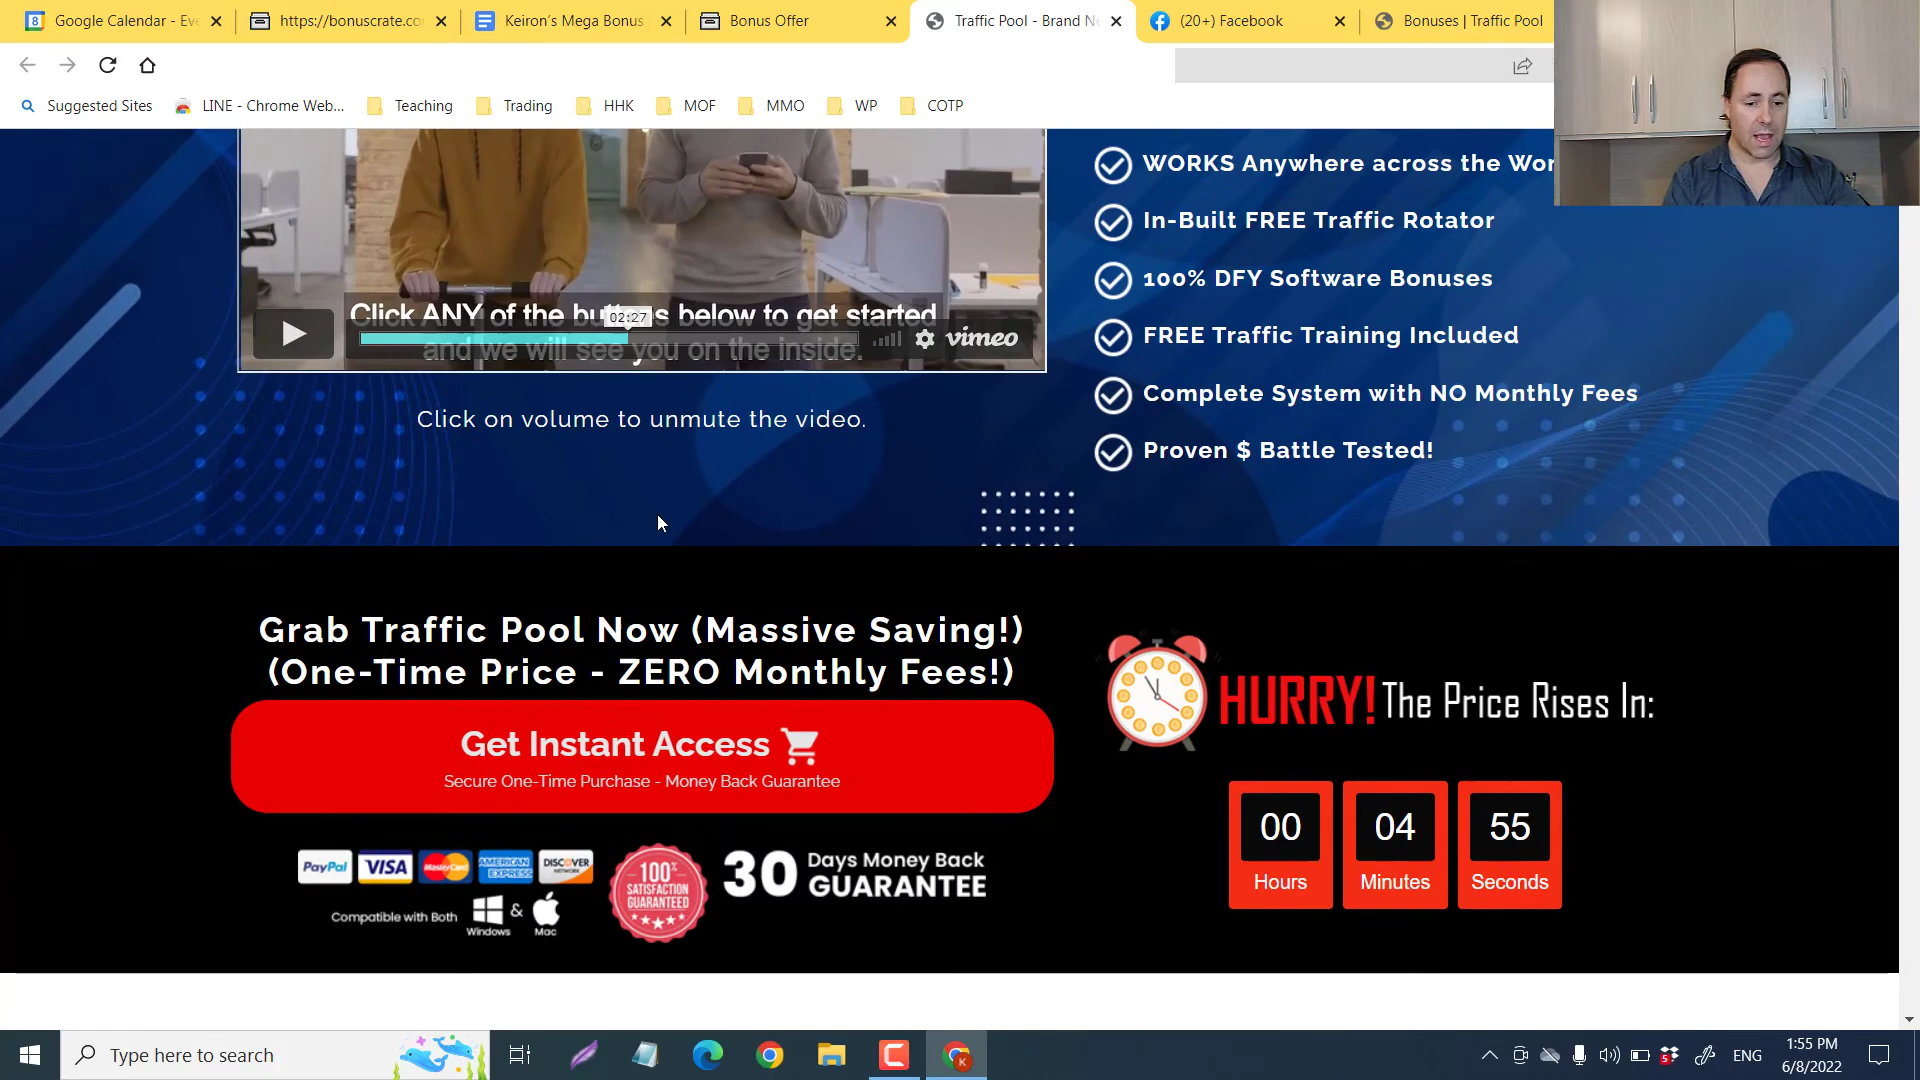 Google Calendar - Eve
https://bonuscrate.co
Keiron's Mega Bonus
Bonus Offer
Traffic Pool - Brand Ne
(20+) Facebook
Bonuses | Traffic Pool
Suggested Sites
LINE - Chrome Web...
Teaching
Trading
HHK
MOF
MMO
WP
COTP
WORKS Anywhere across the Wor
In-Built FREE Traffic Rotator
100% DFY Software Bonuses
FREE Traffic Training Included
Complete System with NO Monthly Fees
Proven $ Battle Tested!
Click ANY of the bu s below to get started
02:27
and we will see you on the inside.
vimeo
Click on volume to unmute the video.
Grab Traffic Pool Now (Massive Saving!)
(One-Time Price - ZERO Monthly Fees!)
Get Instant Access
Secure One-Time Purchase - Money Back Guarantee
PayPal
VISA
MasterCard
AMERICAN EXPRESS
DISCOVER
NETWORK
Compatible with Both
Windows
&
Mac
100%
SATISFACTION
GUARANTEED
30 Days Money Back
GUARANTEE
HURRY! The Price Rises In:
00
04
55
Hours
Minutes
Seconds
Type here to search
5
K
ENG
1:55 PM
6/8/2022